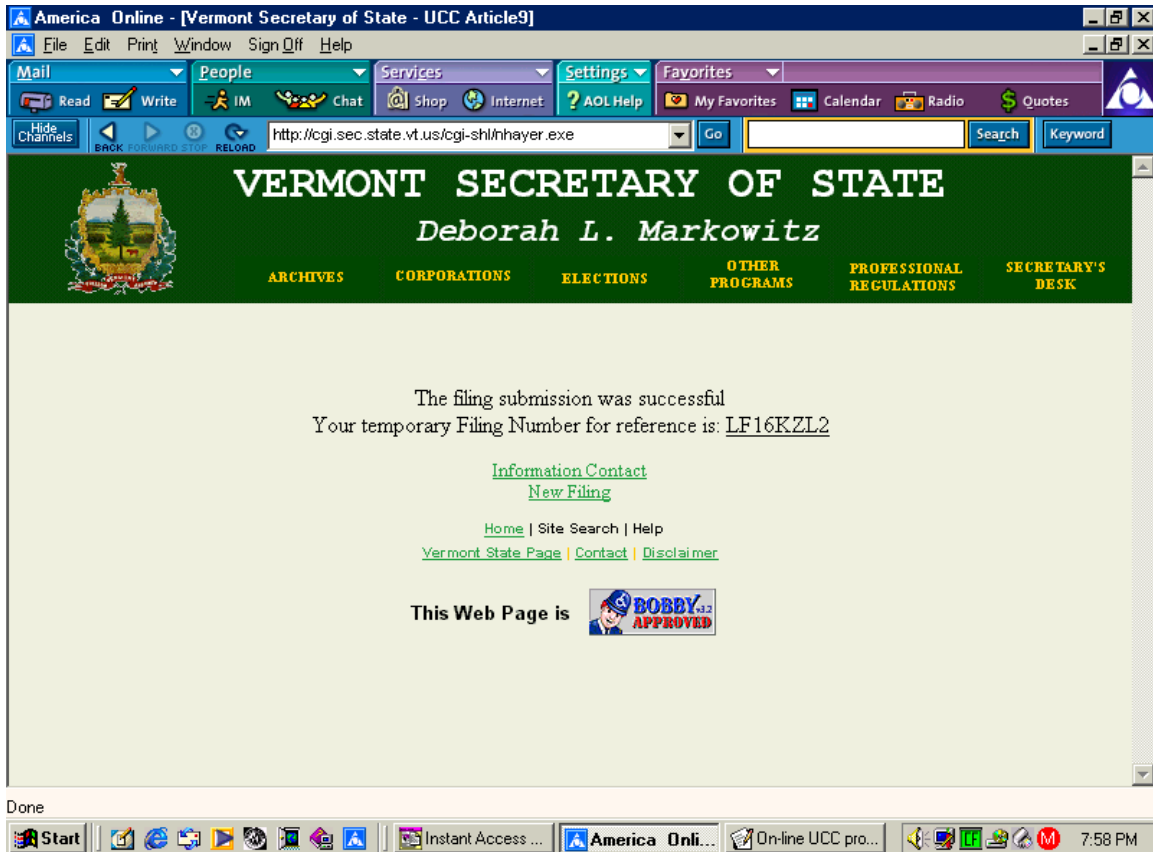 America Online - [Vermont Secretary of State - UCC Article9]
File Edit Print Window Sign Off Help
Mail People Services Settings Favorites
Read Write IM Chat Shop Internet ? AOL Help My Favorites Calendar Radio $ Quotes
Hide Channels BACK FORWARD STOP RELOAD http://cgi.sec.state.vt.us/cgi-shl/nhayer.exe Go Search Keyword
VERMONT SECRETARY OF STATE
Deborah L. Markowitz
ARCHIVES CORPORATIONS ELECTIONS OTHER PROGRAMS PROFESSIONAL REGULATIONS SECRETARY'S DESK
The filing submission was successful
Your temporary Filing Number for reference is: LF16KZL2
Information Contact
New Filing
Home | Site Search | Help
Vermont State Page | Contact | Disclaimer
This Web Page is BOBBY v3.2 APPROVED
Done
Start Instant Access ... America Onli... On-line UCC pro... LF M 7:58 PM